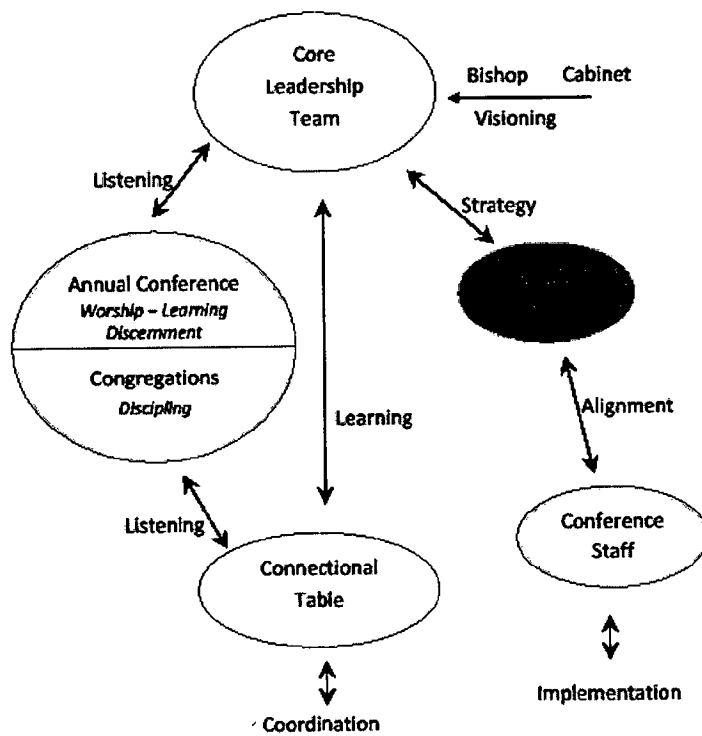 Core
Leadership
Team
Bishop Cabinet
Visioning
Listening
Strategy
Annual Conference
Worship – Learning
Discernment
Congregations
Discipling
Learning
Alignment
Listening
Connectional
Table
Conference
Staff
Coordination
Implementation